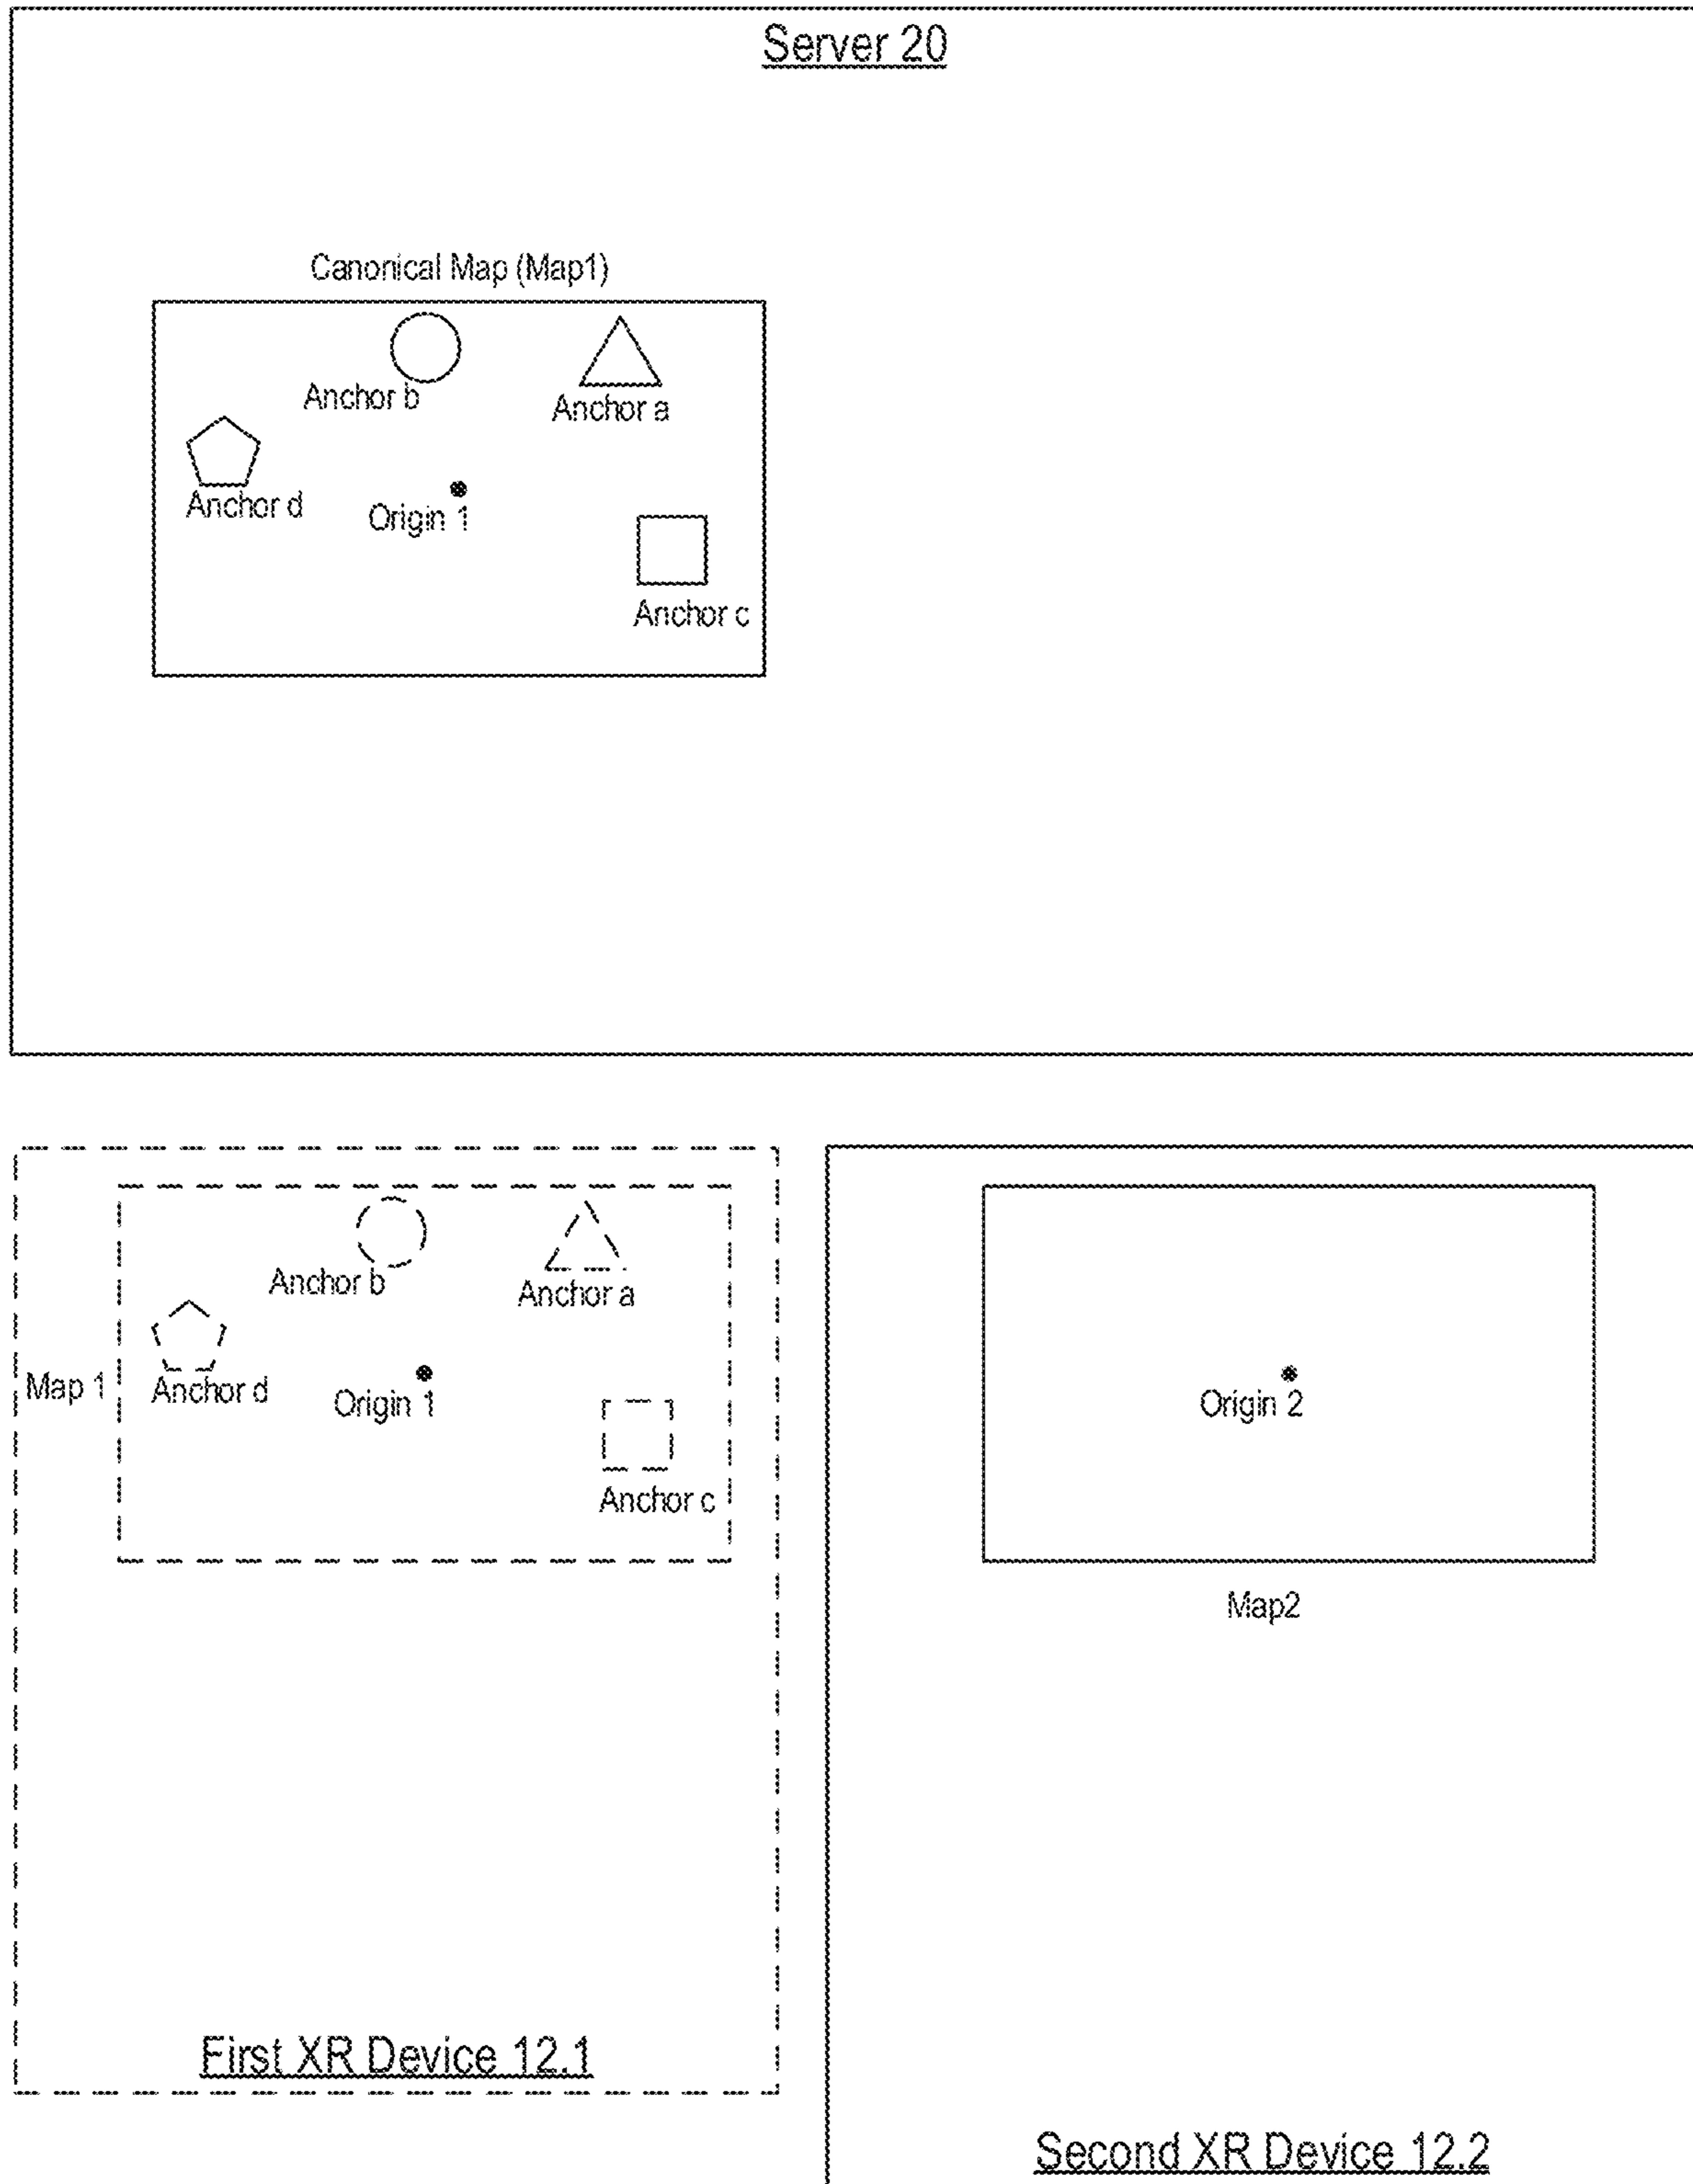 Server 20
Canonical Map (Map1)
Anchor b
Anchor a
Anchor d
Origin 1
Anchor c
Anchor b
Anchor a
Map 1
Anchor d
Origin 1
Anchor c
First XR Device 12.1
Origin 2
Map2
Second XR Device 12.2